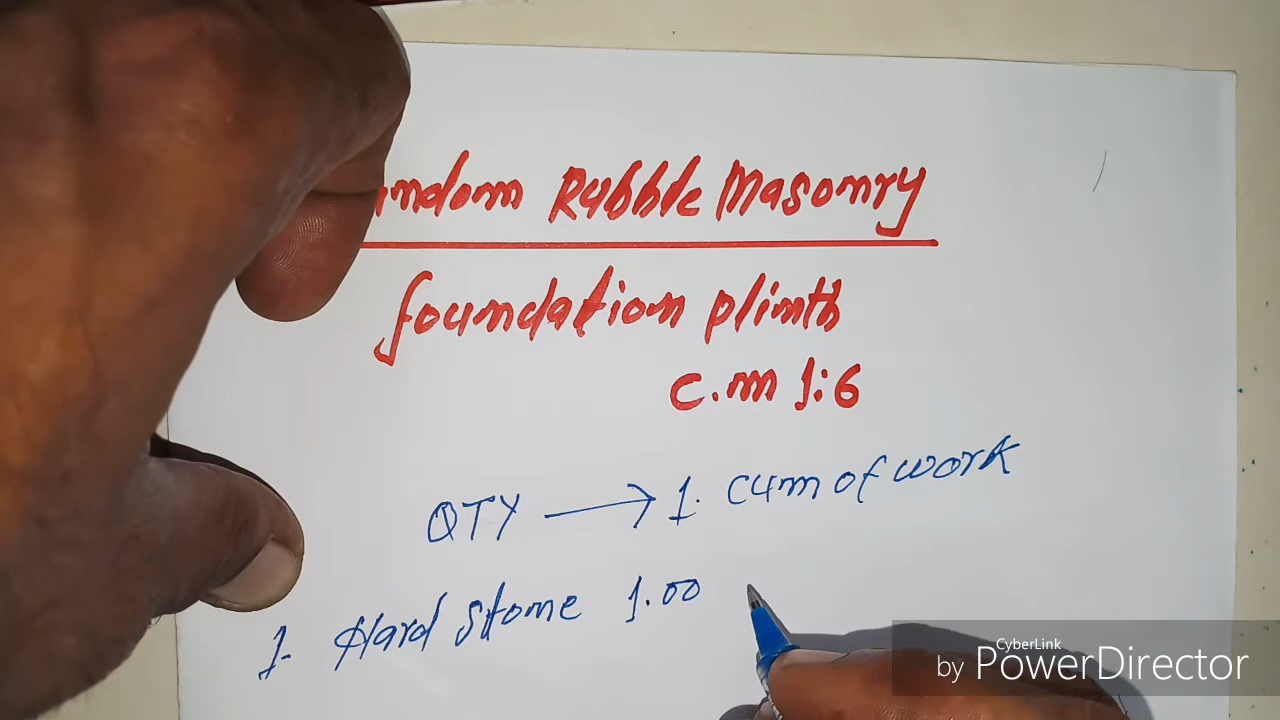 andom Rubble Masonry
foundation plinth
C.m 1:6
QTY → 1. cum of work
1. Hard stone 1.00
CyberLink
by PowerDirector